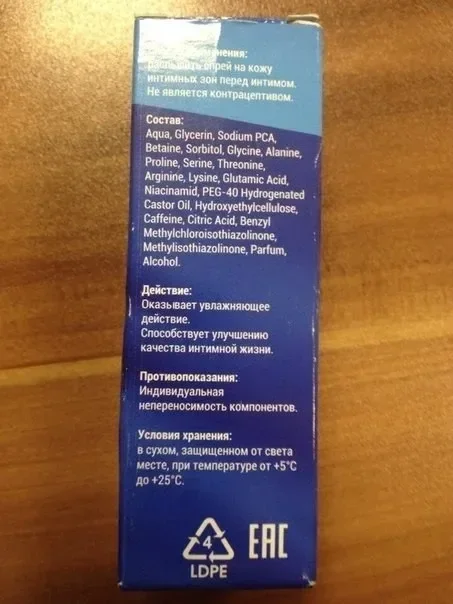 нения:
спрей на кожу
интимных зон перед интимом.
Не является контрацептивом.
Состав:
Aqua, Glycerin, Sodium PCA,
Betaine, Sorbitol, Glycine, Alanine,
Proline, Serine, Threonine,
Arginine, Lysine, Glutamic Acid,
Niacinamid, PEG-40 Hydrogenated
Castor Oil, Hydroxyethylcellulose,
Caffeine, Citric Acid, Benzyl
Methylchloroisothiazolinone,
Methylisothiazolinone, Parfum,
Alcohol.
Действие:
Оказывает увлажняющее
действие.
Способствует улучшению
качества интимной жизни.
Противопоказания:
Индивидуальная
непереносимость компонентов.
Условия хранения:
в сухом, защищенном от света
месте, при температуре от +5°C
до +25°C.
4
LDPE
EAC